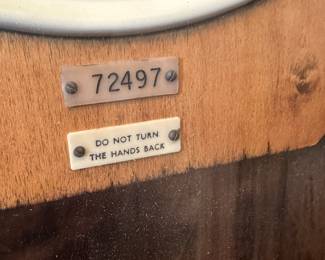 72497
DO NOT TURN
THE HANDS BACK